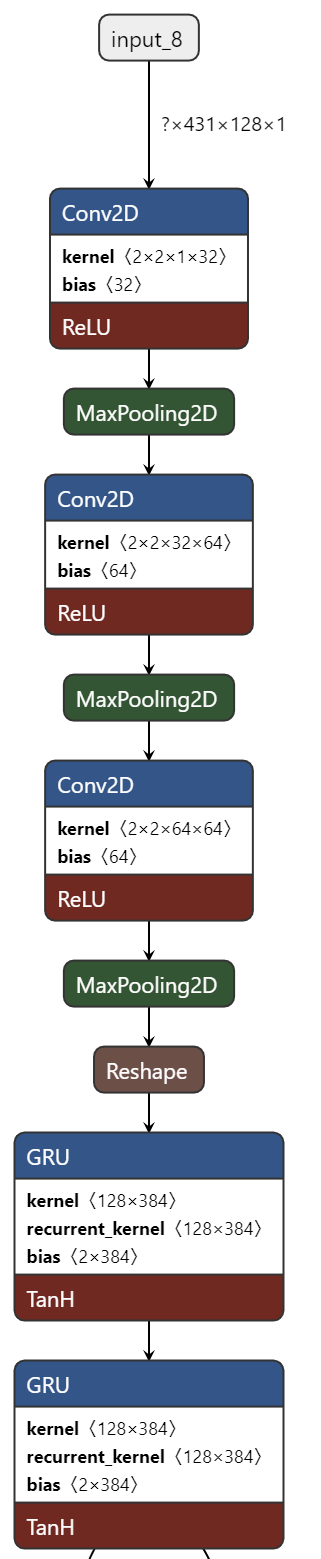 input_8
?×431×128×1
Conv2D
kernel〈2×2×1×32〉
bias〈32〉
ReLU
MaxPooling2D
Conv2D
kernel〈2×2×32×64〉
bias〈64〉
ReLU
MaxPooling2D
Conv2D
kernel〈2×2×64×64〉
bias〈64〉
ReLU
MaxPooling2D
Reshape
GRU
kernel〈128×384〉
recurrent_kernel〈128×384〉
bias〈2×384〉
TanH
GRU
kernel〈128×384〉
recurrent_kernel〈128×384〉
bias〈2×384〉
TanH